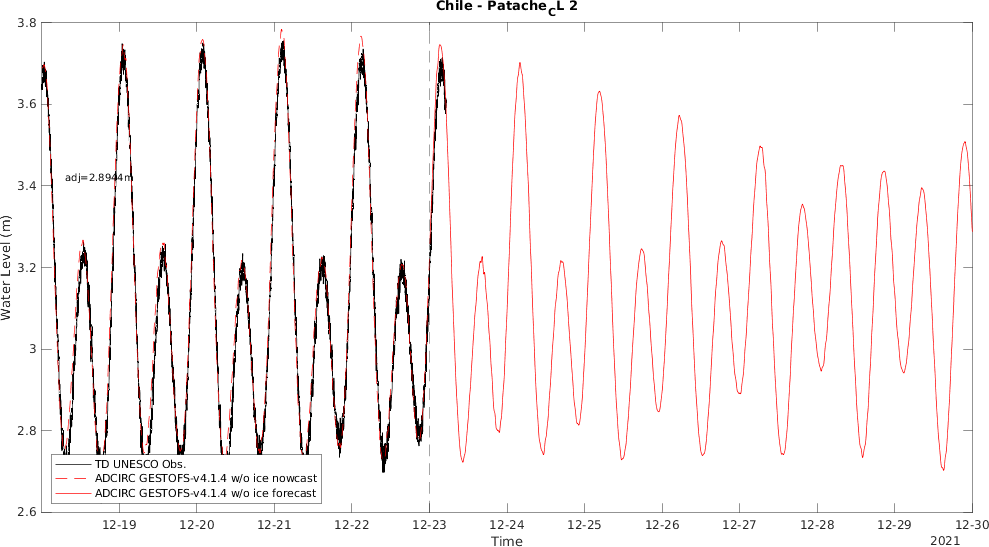 Chile - Patache_CL 2
3.8
3.6
3.4
3.2
3
2.8
2.6
Water Level (m)
adj=2.8944m
TD UNESCO Obs.
ADCIRC GESTOFS-v4.1.4 w/o ice nowcast
ADCIRC GESTOFS-v4.1.4 w/o ice forecast
12-19 12-20 12-21 12-22 12-23 12-24 12-25 12-26 12-27 12-28 12-29 12-30
Time
2021